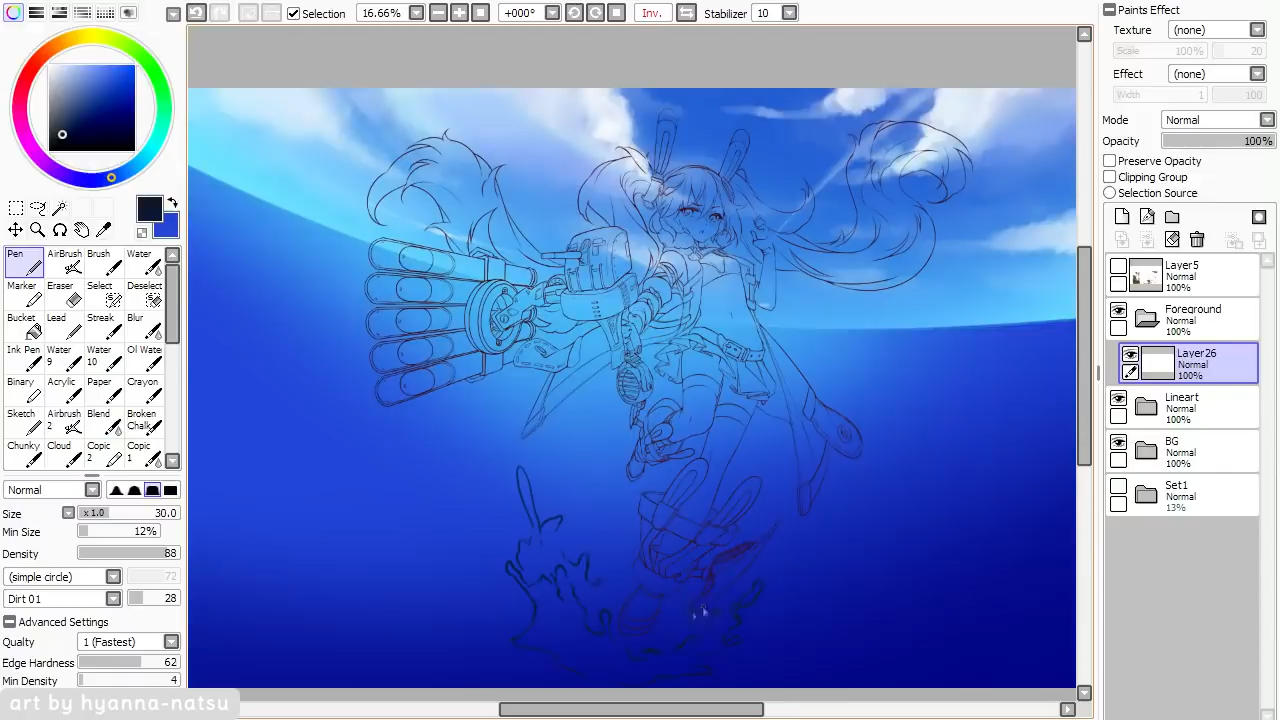 Selection
16.66%
+000°
Inv.
Stabilizer
10
Pen
AirBrush
Brush
Water
Marker
Eraser
Select
Deselect
Bucket
Lead
Streak
Blur
Ink Pen
Water 9
Water 10
Ol Water
Binary
Acrylic
Paper
Crayon
Sketch
Airbrush 2
Blend
Broken Chalk
Chunky
Cloud
Copic 2
Copic 1
Normal
Size
x 1.0
30.0
Min Size
12%
Density
88
(simple circle)
72
Dirt 01
28
Advanced Settings
Qualty
1 (Fastest)
Edge Hardness
62
Min Density
4
art by hyanna-natsu
Paints Effect
Texture
(none)
Scale
100%
20
Effect
(none)
Width
1
100
Mode
Normal
Opacity
100%
Preserve Opacity
Clipping Group
Selection Source
Layer5
Normal
100%
Foreground
Normal
100%
Layer26
Normal
100%
Lineart
Normal
100%
BG
Normal
100%
Set1
Normal
13%